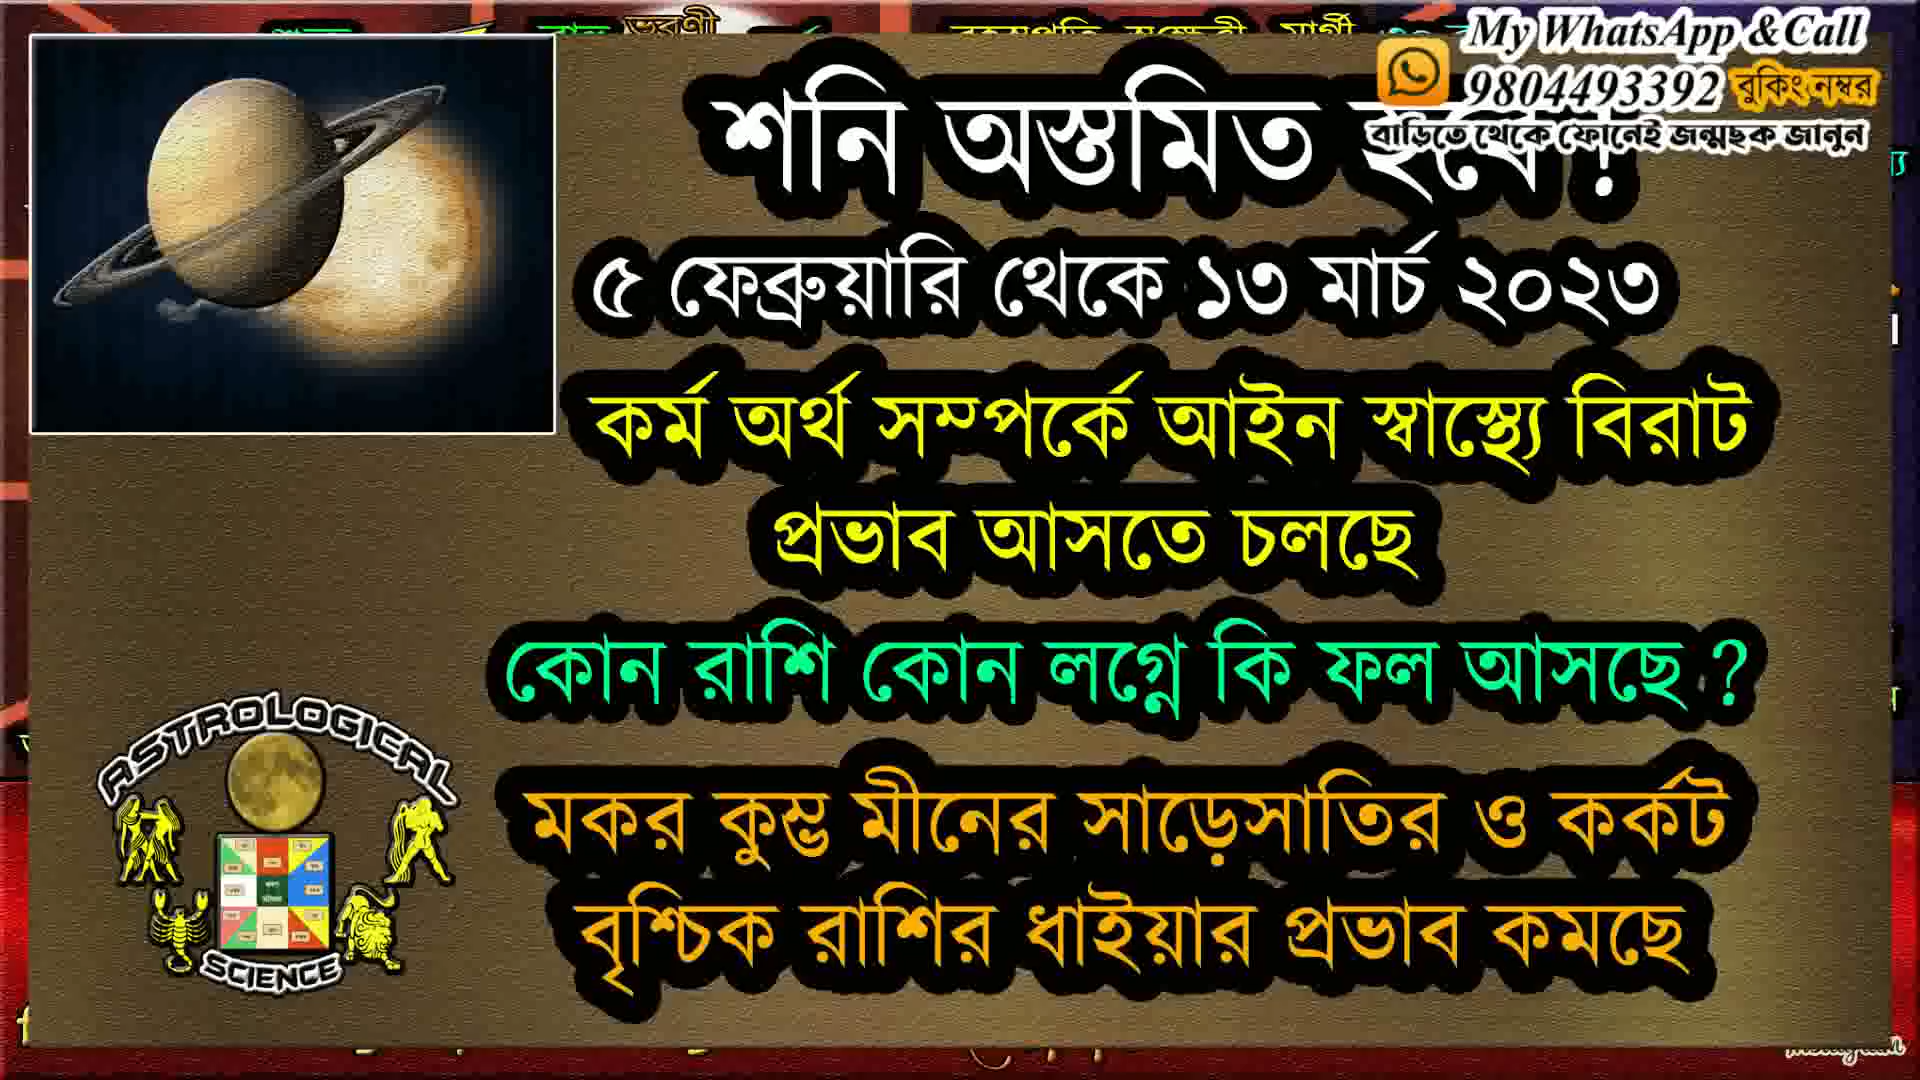 My WhatsApp &Call
9804493392 বুকিং নম্বর
বাড়িতে থেকে ফোনেই জন্মছক জানুন
শনি অস্তমিত হবে !
৫ ফেব্রুয়ারি থেকে ১৩ মার্চ ২০২৩
কর্ম অর্থ সম্পর্কে আইন স্বাস্থ্যে বিরাট
প্রভাব আসতে চলছে
কোন রাশি কোন লগ্নে কি ফল আসছে ?
মকর কুম্ভ মীনের সাড়েসাতির ও কর্কট
বৃশ্চিক রাশির ধাইয়ার প্রভাব কমছে
ASTROLOGICAL
SCIENCE